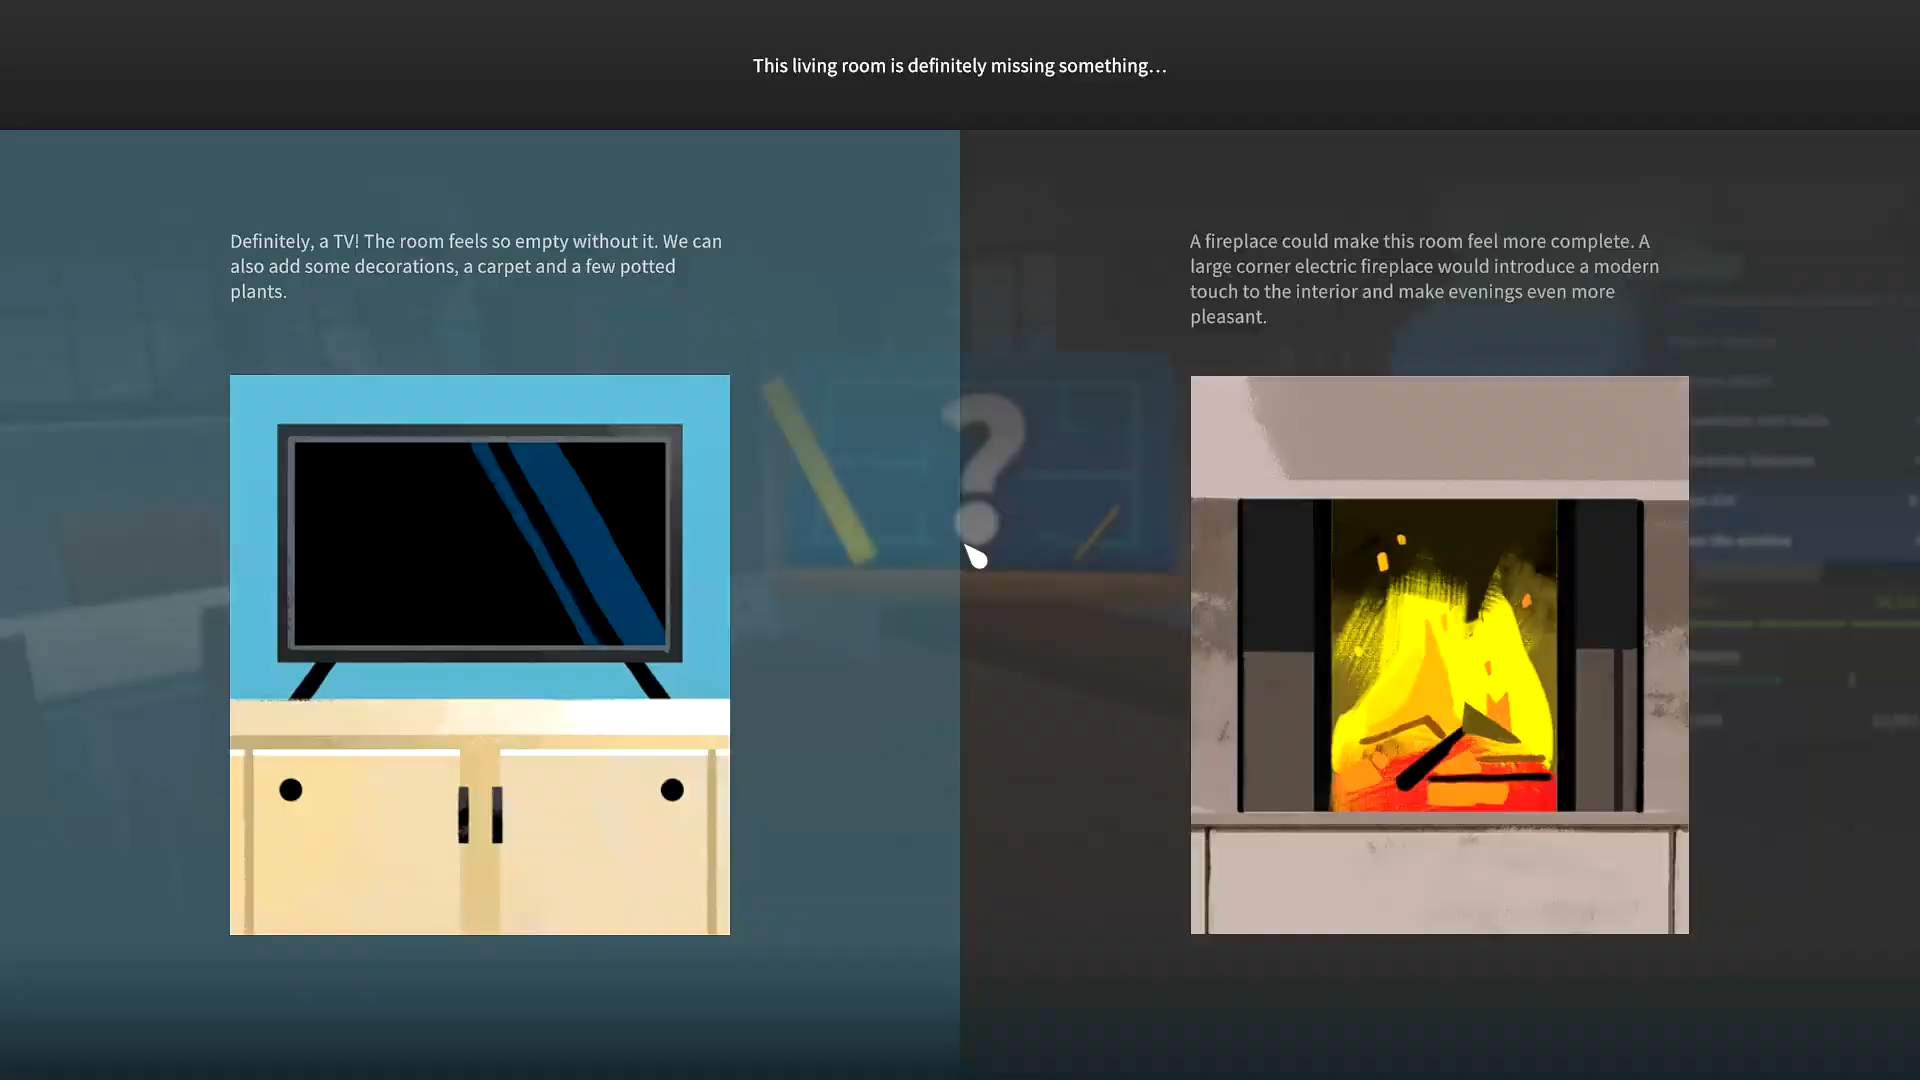 This living room is definitely missing something...
Definitely, a TV! The room feels so empty without it. We can
also add some decorations, a carpet and a few potted
plants.
A fireplace could make this room feel more complete. A
large corner electric fireplace would introduce a modern
touch to the interior and make evenings even more
pleasant.
?